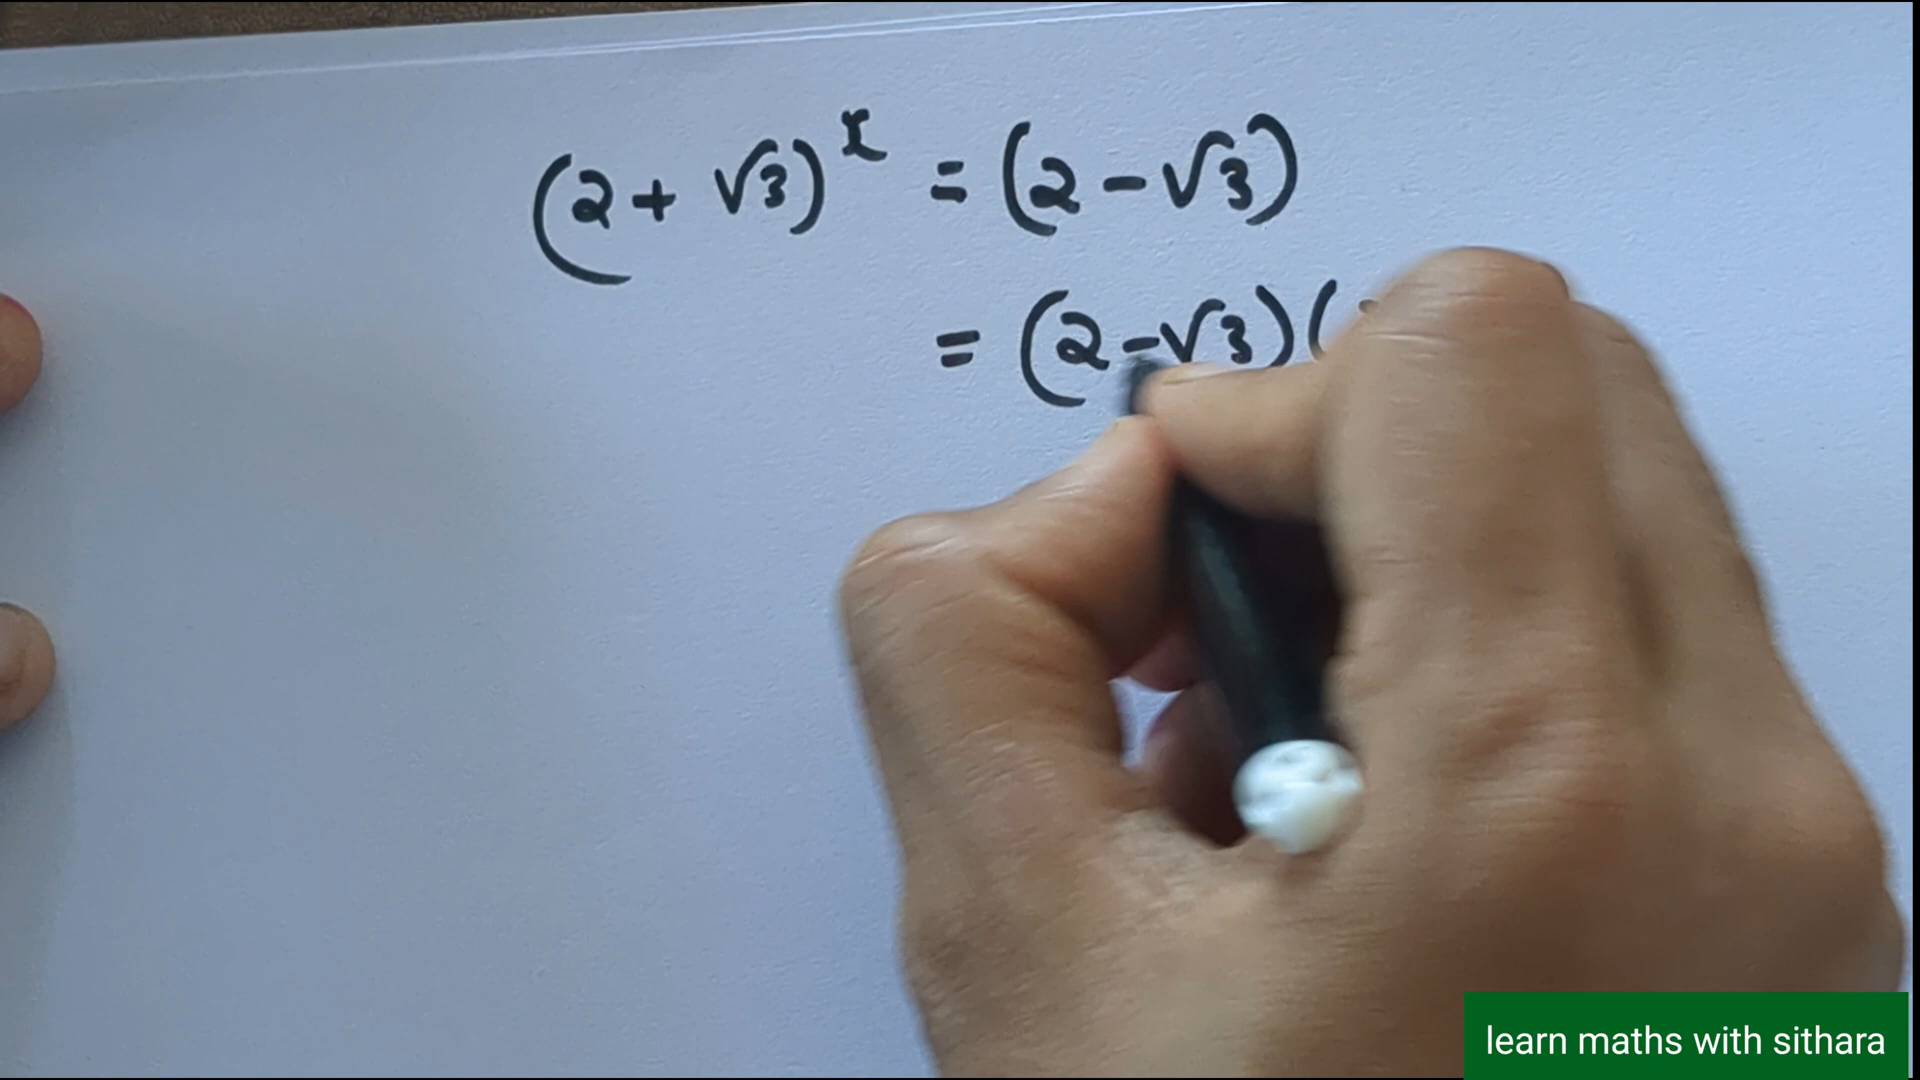 (2 + √3)ˣ = (2 - √3)
= (2 - √3)(
learn maths with sithara